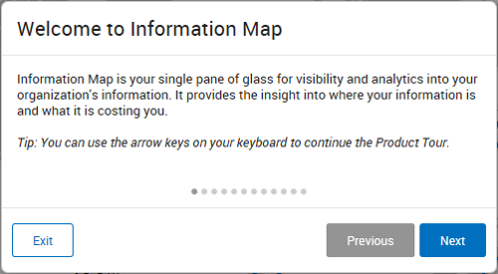 Welcome to Information Map
Information Map is your single pane of glass for visibility and analytics into your
organization's information. It provides the insight into where your information is
and what it is costing you.
Tip: You can use the arrow keys on your keyboard to continue the Product Tour.
Exit
Previous
Next